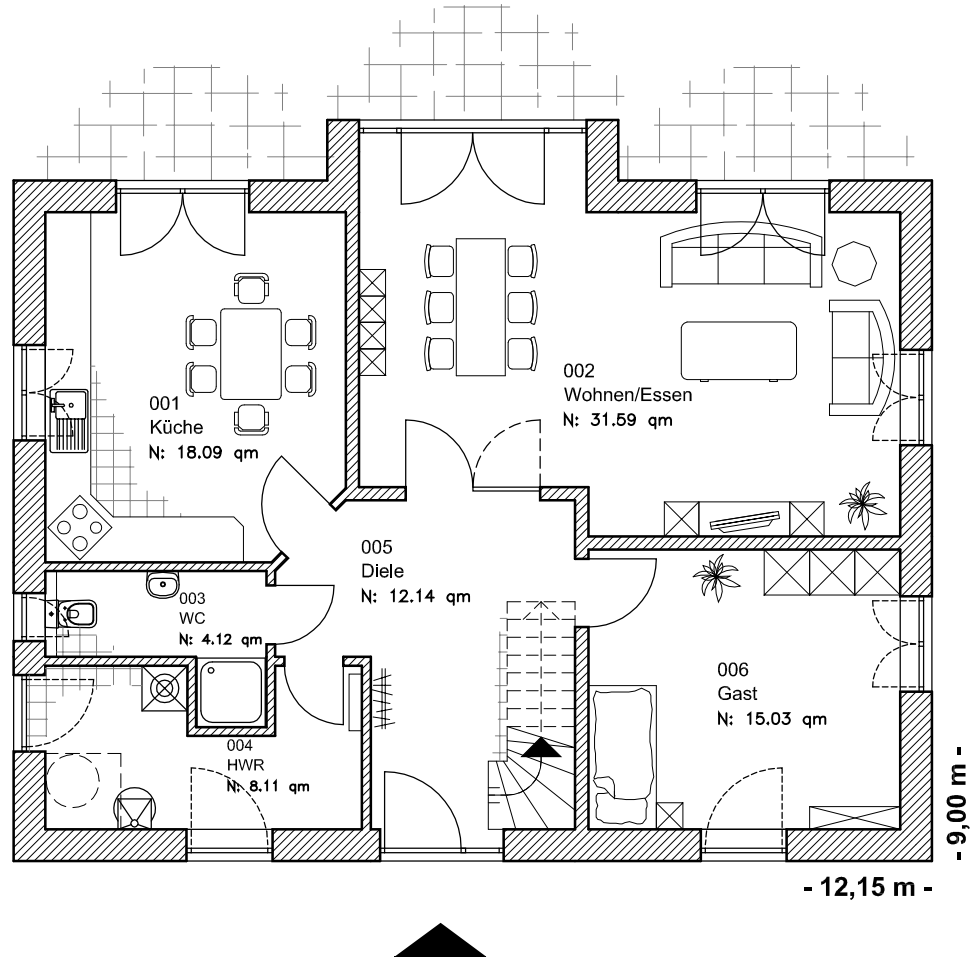 002
Wohnen/Essen
N: 31.59 qm
001
Küche
N: 18.09 qm
005
Diele
N: 12.14 qm
003
WC
N: 4.12 qm
006
Gast
N: 15.03 qm
004
HWR
N: 8.11 qm
- 9,00 m -
- 12,15 m -